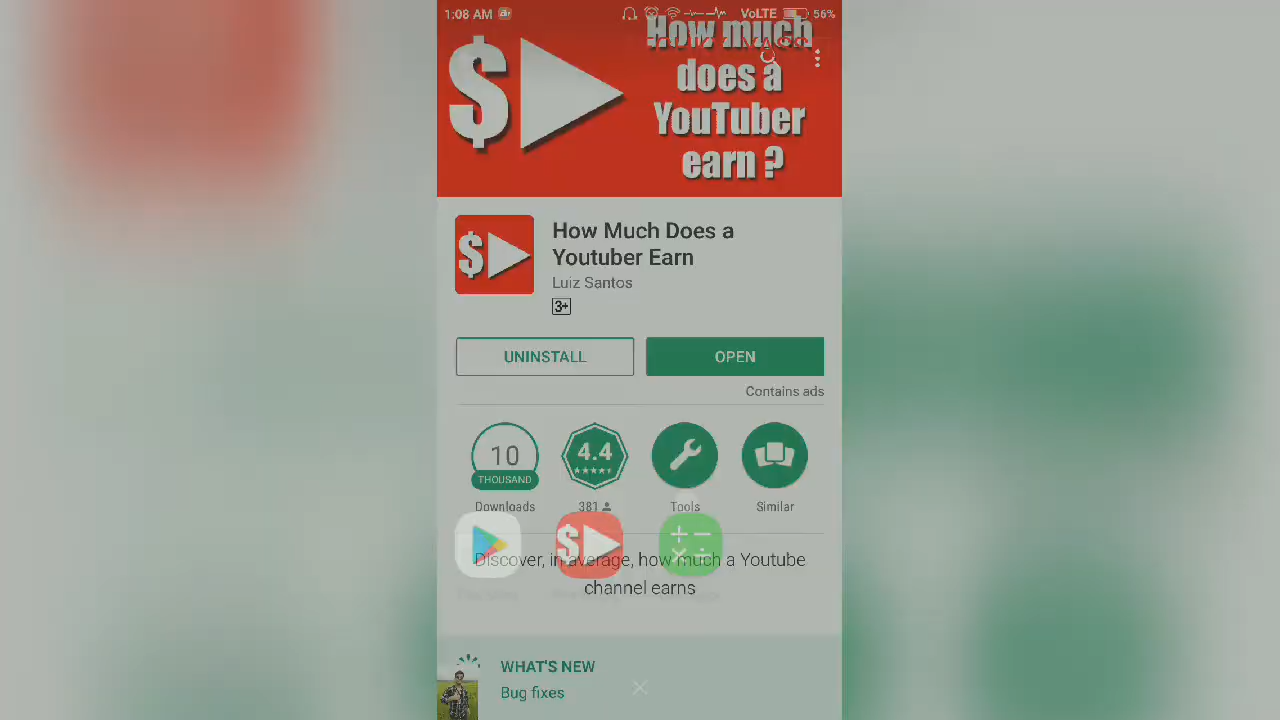 1:08 AM
VoLTE
56%
How much
does a
YouTuber
earn ?
$
How Much Does a
Youtuber Earn
$
Luiz Santos
3+
UNINSTALL
OPEN
Contains ads
10
THOUSAND
Downloads
4.4
381
Tools
Similar
$
Discover, in average, how much a Youtube
channel earns
WHAT'S NEW
Bug fixes